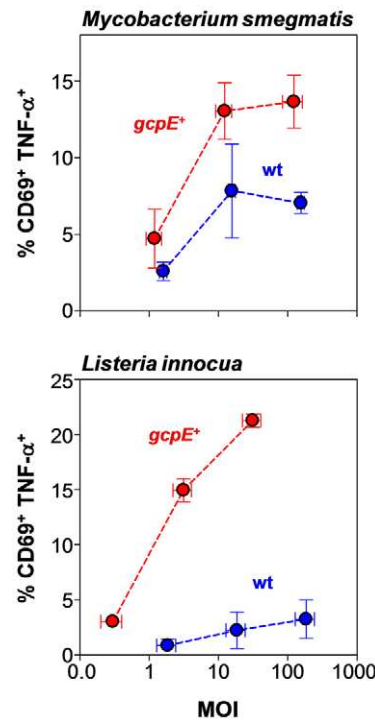 Mycobacterium smegmatis
% CD69⁺ TNF-α⁺
15
10
5
0
gcpE⁺
wt
Listeria innocua
% CD69⁺ TNF-α⁺
25
20
15
10
5
0
gcpE⁺
wt
0.0 1 10 100 1000
MOI